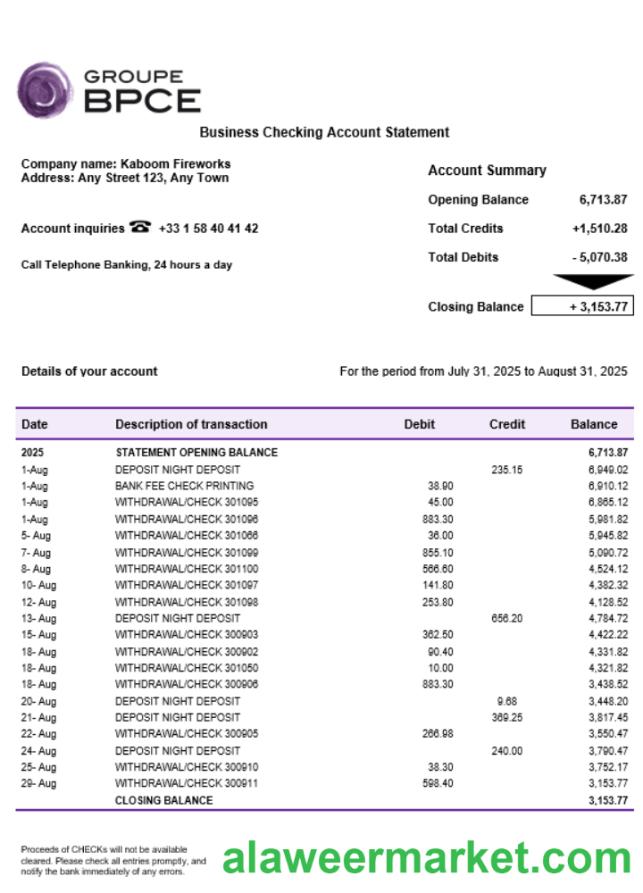 GROUPE
BPCE
Business Checking Account Statement
Company name: Kaboom Fireworks
Address: Any Street 123, Any Town
Account inquiries ☎ +33 1 58 40 41 42
Call Telephone Banking, 24 hours a day
Account Summary
Opening Balance 6,713.87
Total Credits +1,510.28
Total Debits - 5,070.38
Closing Balance + 3,153.77
Details of your account For the period from July 31, 2025 to August 31, 2025
Date Description of transaction Debit Credit Balance
2025 STATEMENT OPENING BALANCE 6,713.87
1-Aug DEPOSIT NIGHT DEPOSIT 235.15 6,949.02
1-Aug BANK FEE CHECK PRINTING 38.90 6,910.12
1-Aug WITHDRAWAL/CHECK 301095 45.00 6,865.12
1-Aug WITHDRAWAL/CHECK 301096 883.30 5,981.82
5- Aug WITHDRAWAL/CHECK 301066 36.00 5,945.82
7- Aug WITHDRAWAL/CHECK 301099 855.10 5,090.72
8- Aug WITHDRAWAL/CHECK 301100 566.60 4,524.12
10- Aug WITHDRAWAL/CHECK 301097 141.80 4,382.32
12- Aug WITHDRAWAL/CHECK 301098 253.80 4,128.52
13- Aug DEPOSIT NIGHT DEPOSIT 656.20 4,784.72
15- Aug WITHDRAWAL/CHECK 300903 362.50 4,422.22
18- Aug WITHDRAWAL/CHECK 300902 90.40 4,331.82
18- Aug WITHDRAWAL/CHECK 301050 10.00 4,321.82
18- Aug WITHDRAWAL/CHECK 300906 883.30 3,438.52
20- Aug DEPOSIT NIGHT DEPOSIT 9.68 3,448.20
21- Aug DEPOSIT NIGHT DEPOSIT 369.25 3,817.45
22- Aug WITHDRAWAL/CHECK 300905 266.98 3,550.47
24- Aug DEPOSIT NIGHT DEPOSIT 240.00 3,790.47
25- Aug WITHDRAWAL/CHECK 300910 38.30 3,752.17
29- Aug WITHDRAWAL/CHECK 300911 598.40 3,153.77
CLOSING BALANCE 3,153.77
Proceeds of CHECKs will not be available
cleared. Please check all entries promptly, and
notify the bank immediately of any errors.
alaweermarket.com